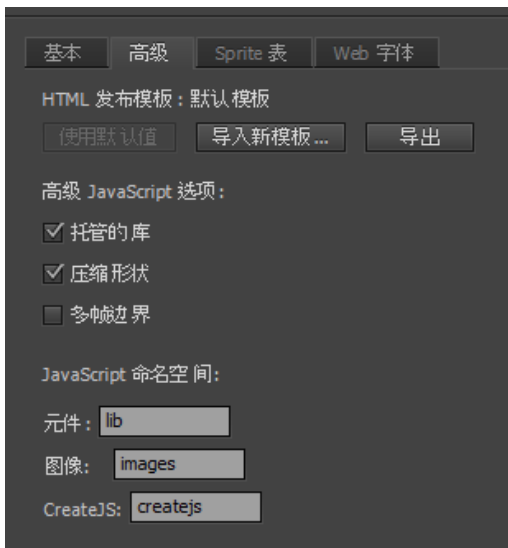 基本 高级 Sprite 表 Web 字体
HTML 发布模板 : 默认模板
使用默认值 导入新模板... 导出
高级 JavaScript 选项:
托管的库
压缩形状
多帧边界
JavaScript 命名空间:
元件 : lib
图像: images
CreateJS: createjs